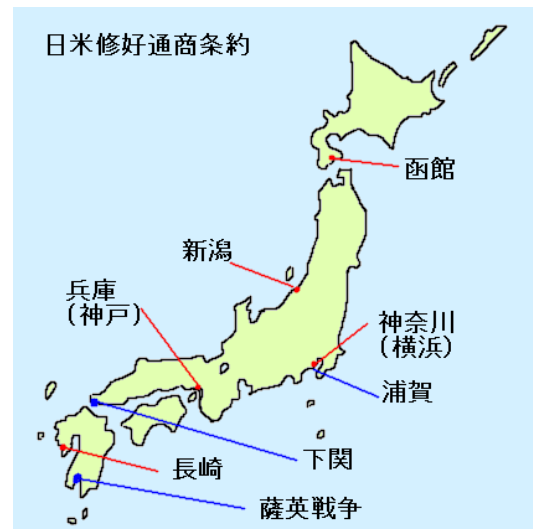 日米修好通商条約
函館
新潟
兵庫
(神戸)
神奈川
(横浜)
浦賀
下関
長崎
薩英戦争